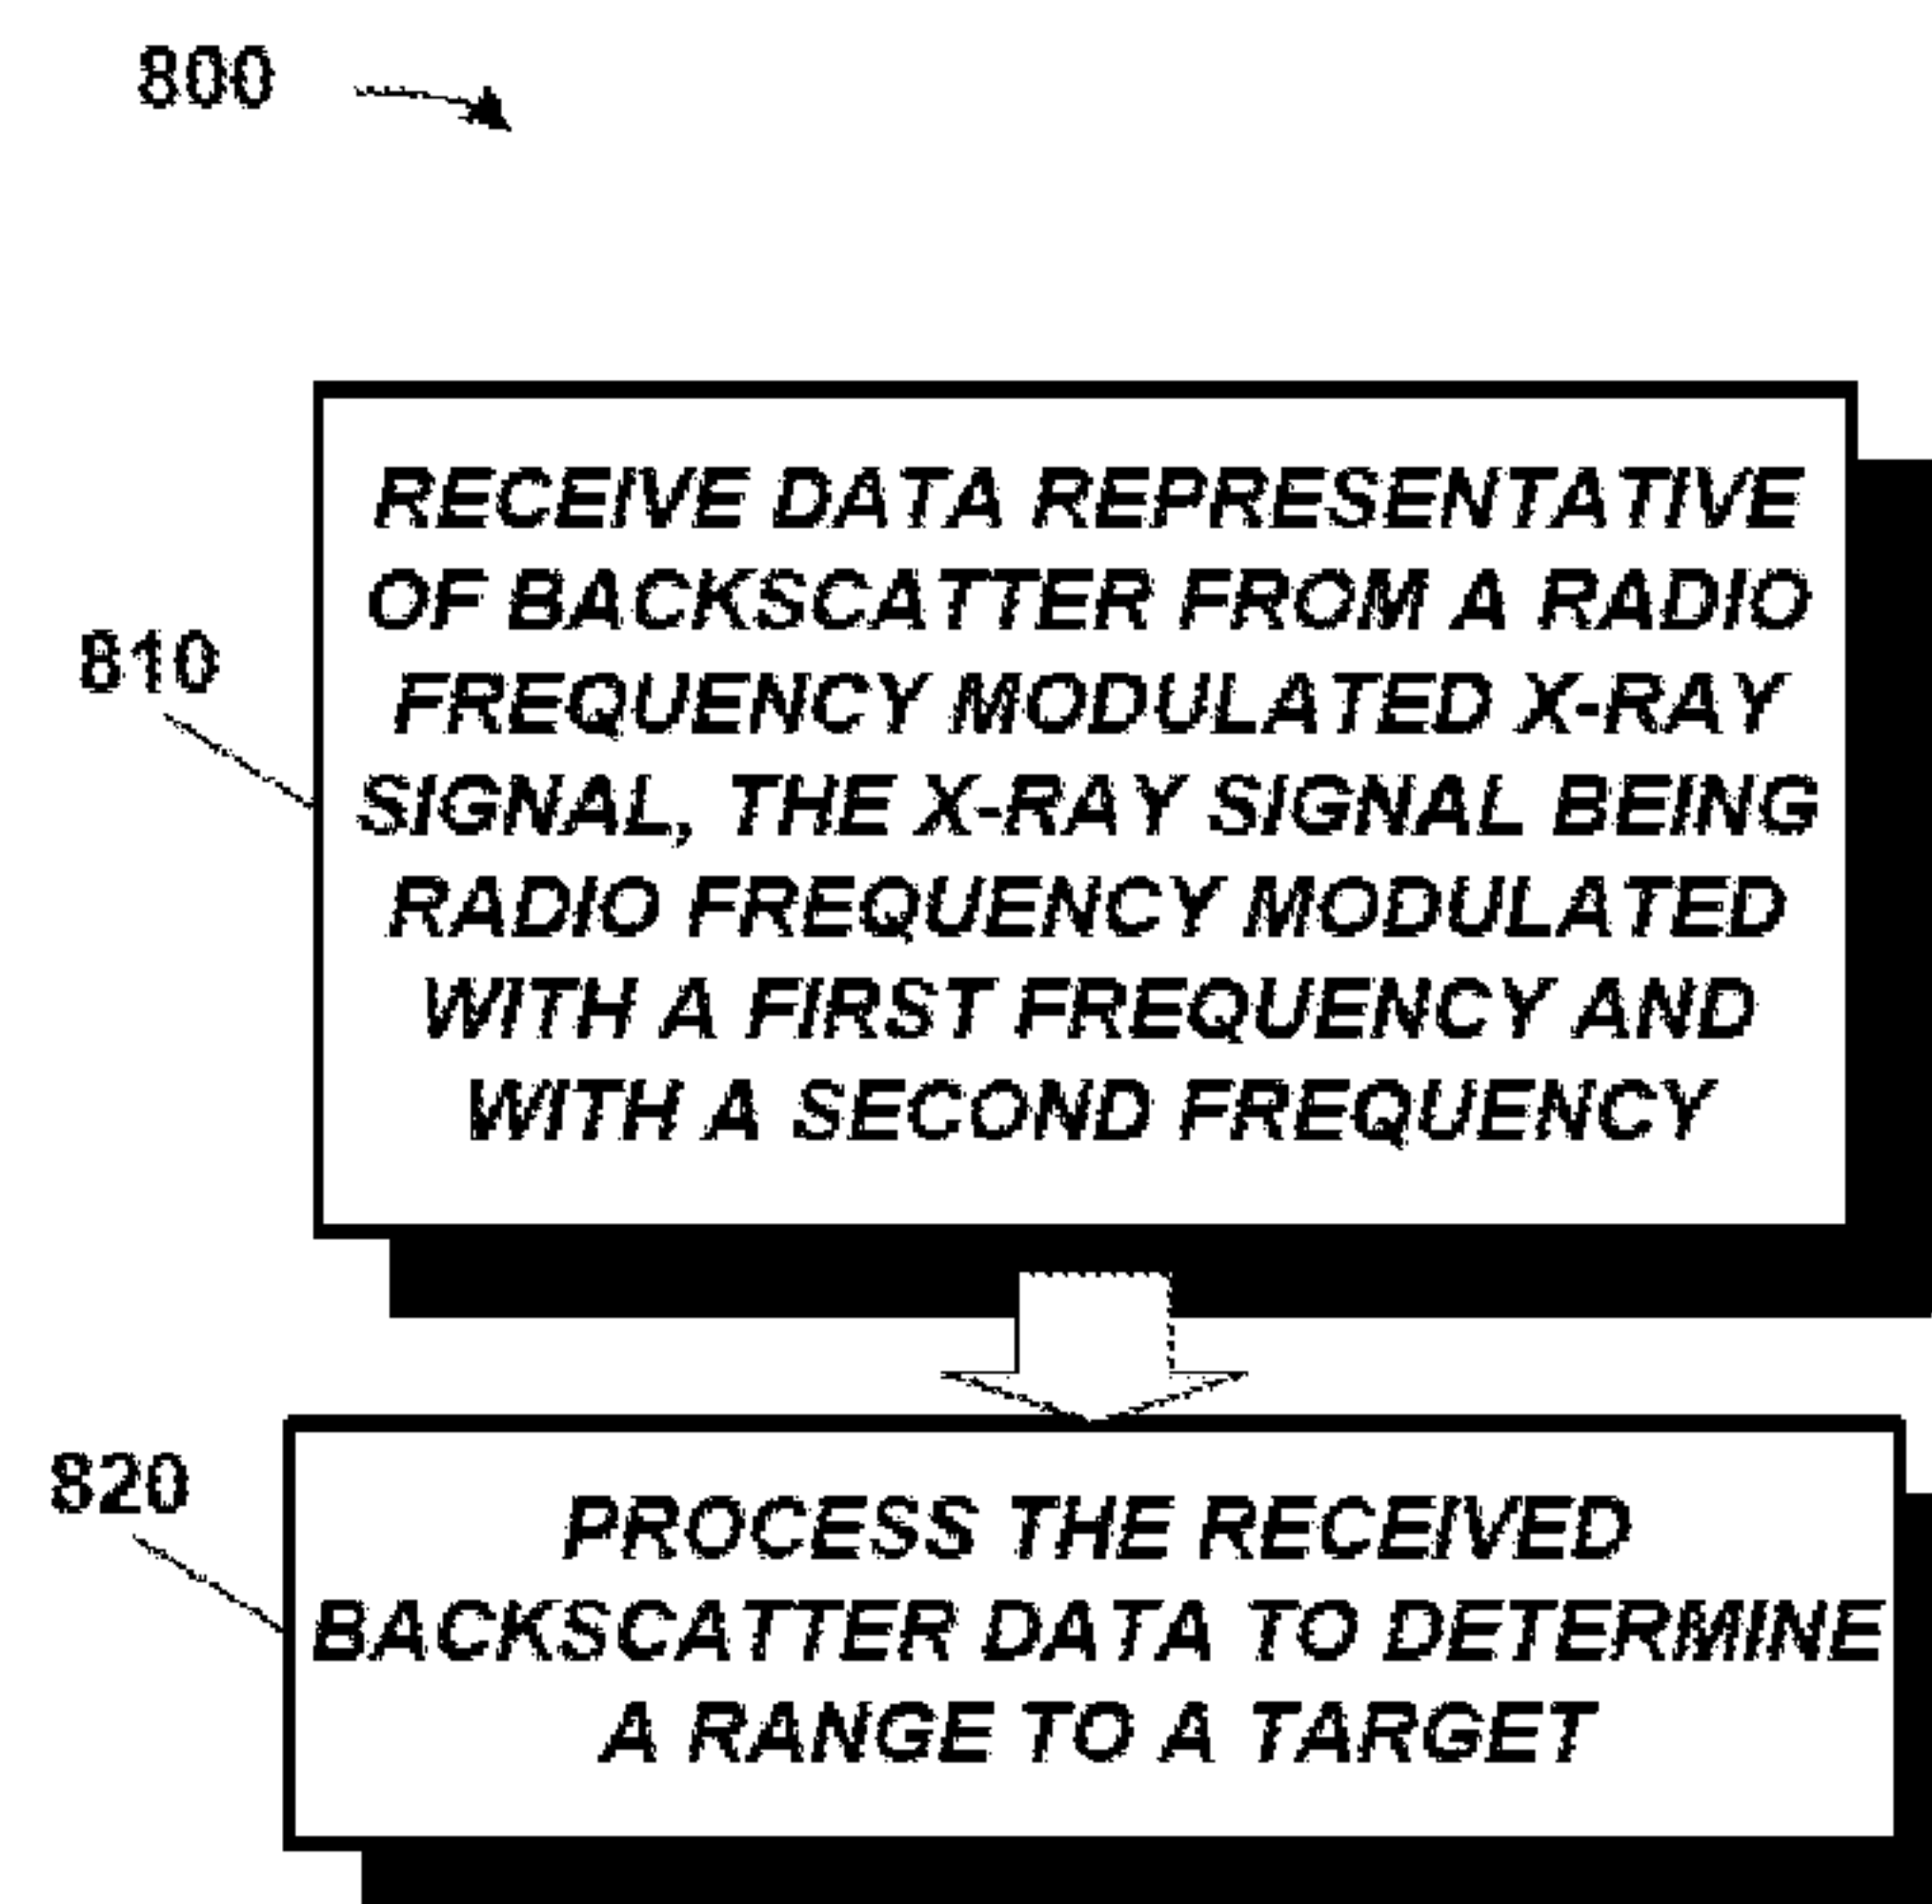 800
RECEIVE DATA REPRESENTATIVE
OF BACKSCATTER FROM A RADIO
FREQUENCY MODULATED X-RAY
SIGNAL, THE X-RAY SIGNAL BEING
RADIO FREQUENCY MODULATED
WITH A FIRST FREQUENCY AND
WITH A SECOND FREQUENCY
810
820
PROCESS THE RECEIVED
BACKSCATTER DATA TO DETERMINE
A RANGE TO A TARGET